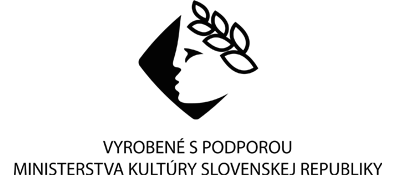 VYROBENÉ S PODPOROU
MINISTERSTVA KULTÚRY SLOVENSKEJ REPUBLIKY